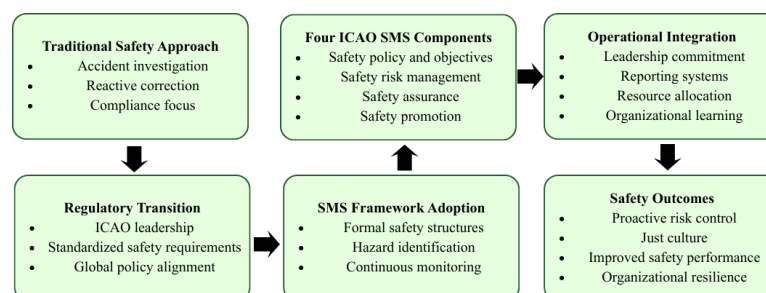 Traditional Safety Approach
• Accident investigation
• Reactive correction
• Compliance focus
Regulatory Transition
• ICAO leadership
• Standardized safety requirements
• Global policy alignment
SMS Framework Adoption
• Formal safety structures
• Hazard identification
• Continuous monitoring
Four ICAO SMS Components
• Safety policy and objectives
• Safety risk management
• Safety assurance
• Safety promotion
Operational Integration
• Leadership commitment
• Reporting systems
• Resource allocation
• Organizational learning
Safety Outcomes
• Proactive risk control
• Just culture
• Improved safety performance
• Organizational resilience